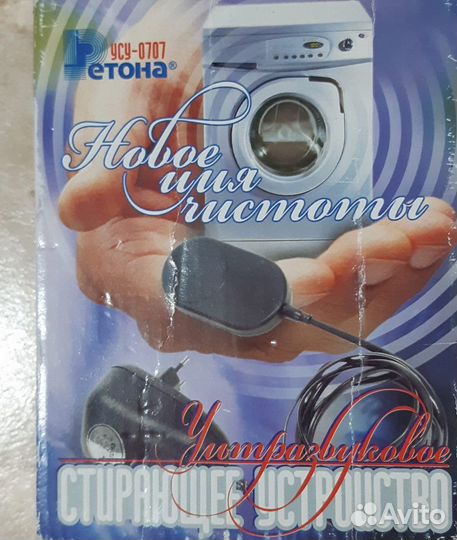 УСУ-0707
Ретона®
Новое
имя
чистоты
Ультразвуковое
СТИРАЮЩЕЕ УСТРОЙСТВО
Avito